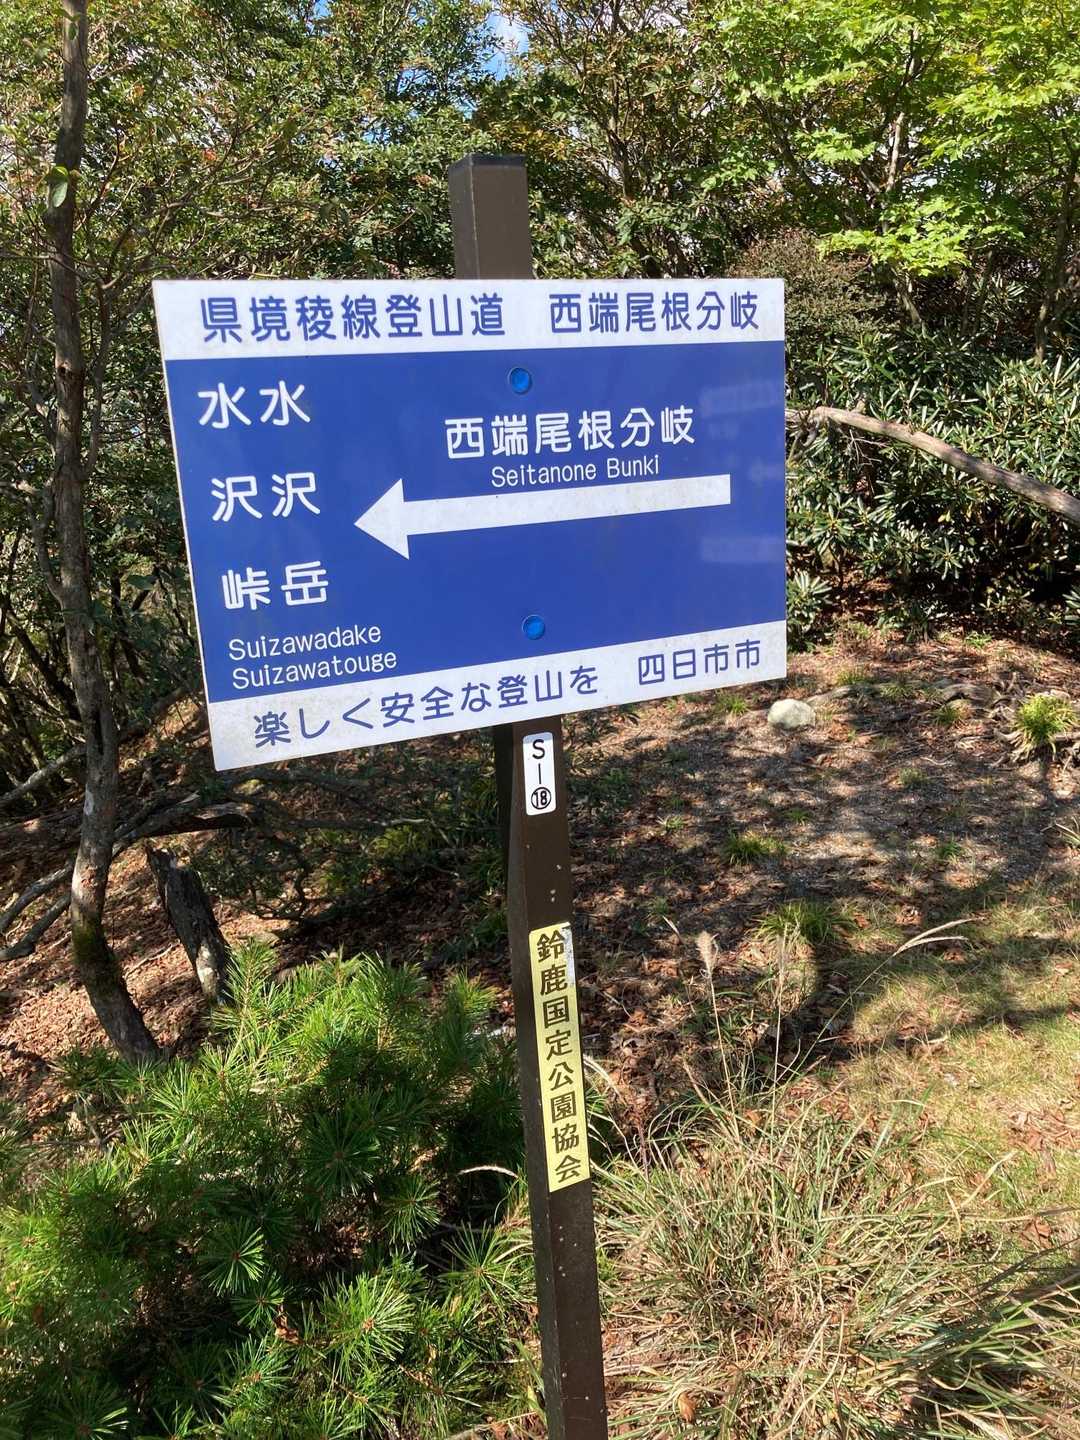 県境稜線登山道　西端尾根分岐
水沢岳
水沢峠
Suizawadake
Suizawatouge
西端尾根分岐
Seitanone Bunki
楽しく安全な登山を　四日市市
S-⑱
鈴鹿国定公園協会